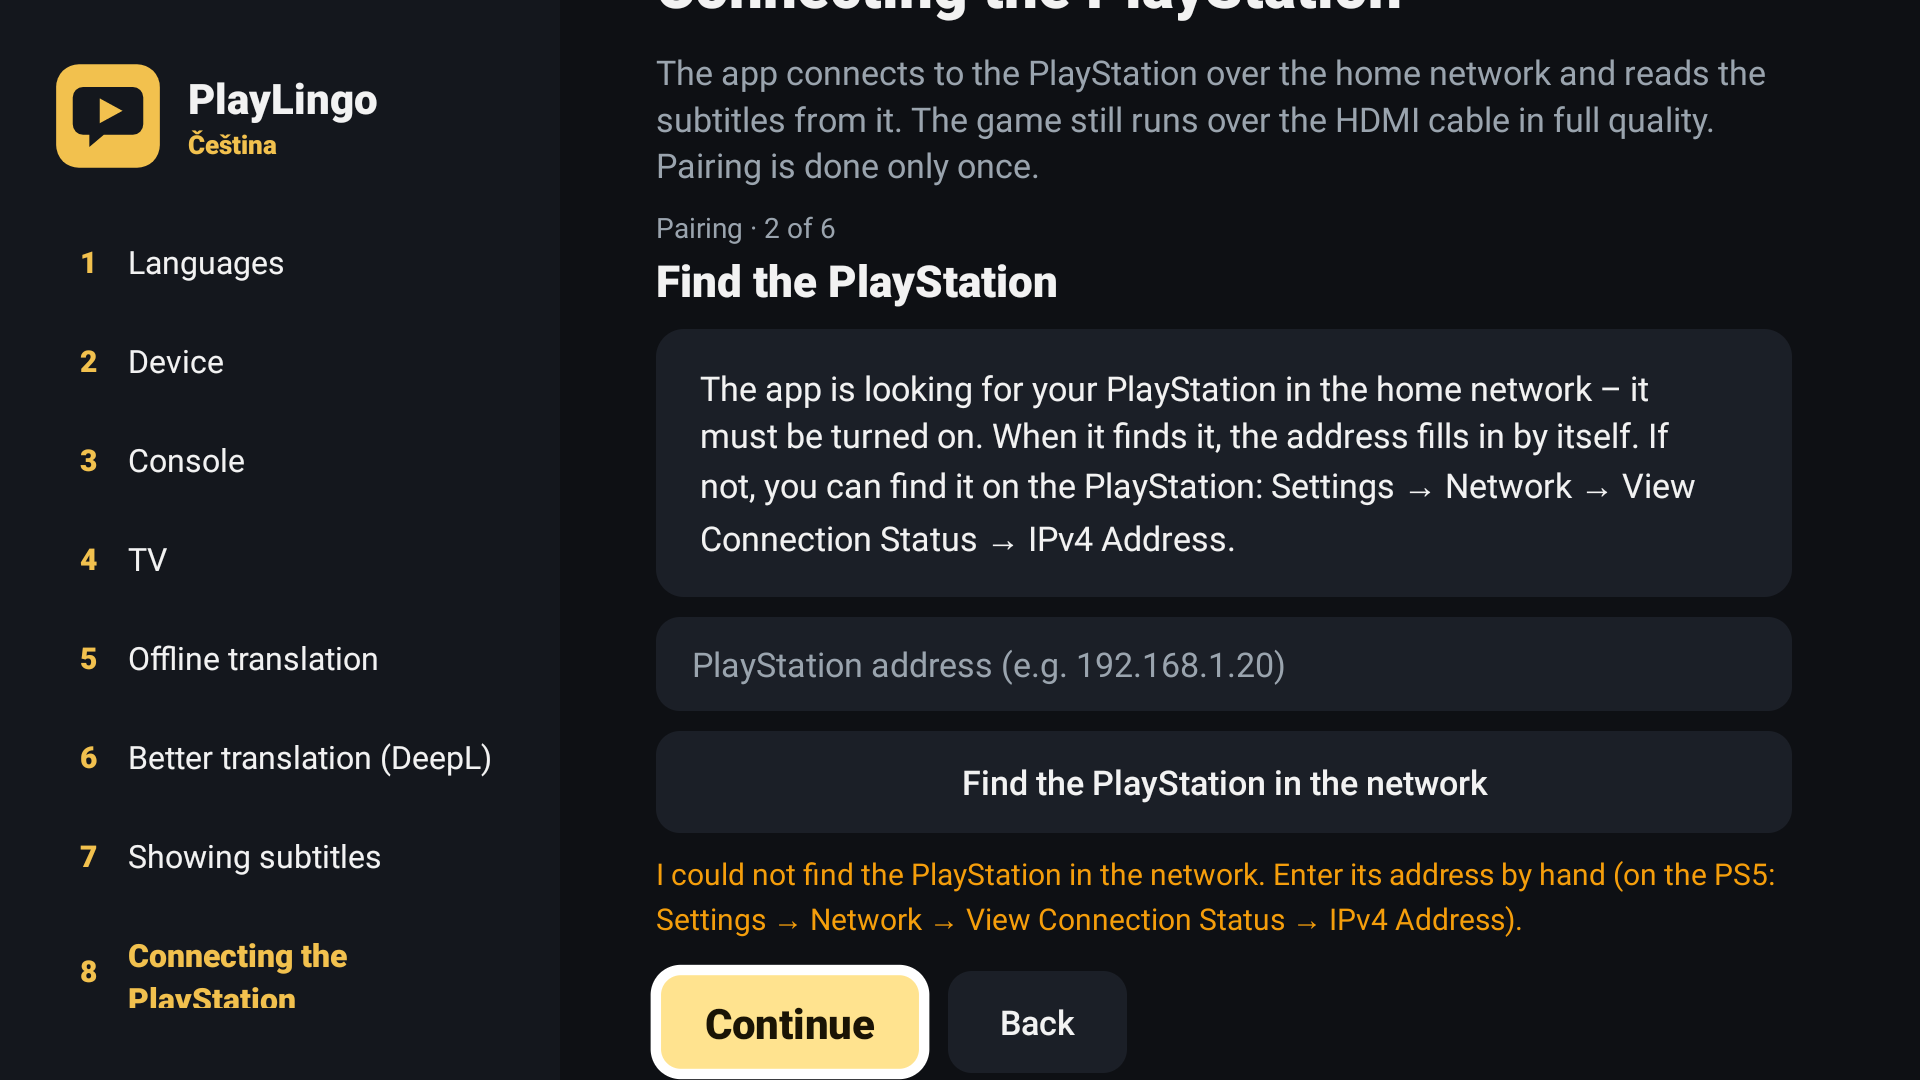 PlayLingo
Čeština
1 Languages
2 Device
3 Console
4 TV
5 Offline translation
6 Better translation (DeepL)
7 Showing subtitles
8 Connecting the
PlayStation
Connecting the PlayStation
The app connects to the PlayStation over the home network and reads the
subtitles from it. The game still runs over the HDMI cable in full quality.
Pairing is done only once.
Pairing · 2 of 6
Find the PlayStation
The app is looking for your PlayStation in the home network – it
must be turned on. When it finds it, the address fills in by itself. If
not, you can find it on the PlayStation: Settings → Network → View
Connection Status → IPv4 Address.
PlayStation address (e.g. 192.168.1.20)
Find the PlayStation in the network
I could not find the PlayStation in the network. Enter its address by hand (on the PS5:
Settings → Network → View Connection Status → IPv4 Address).
Continue
Back